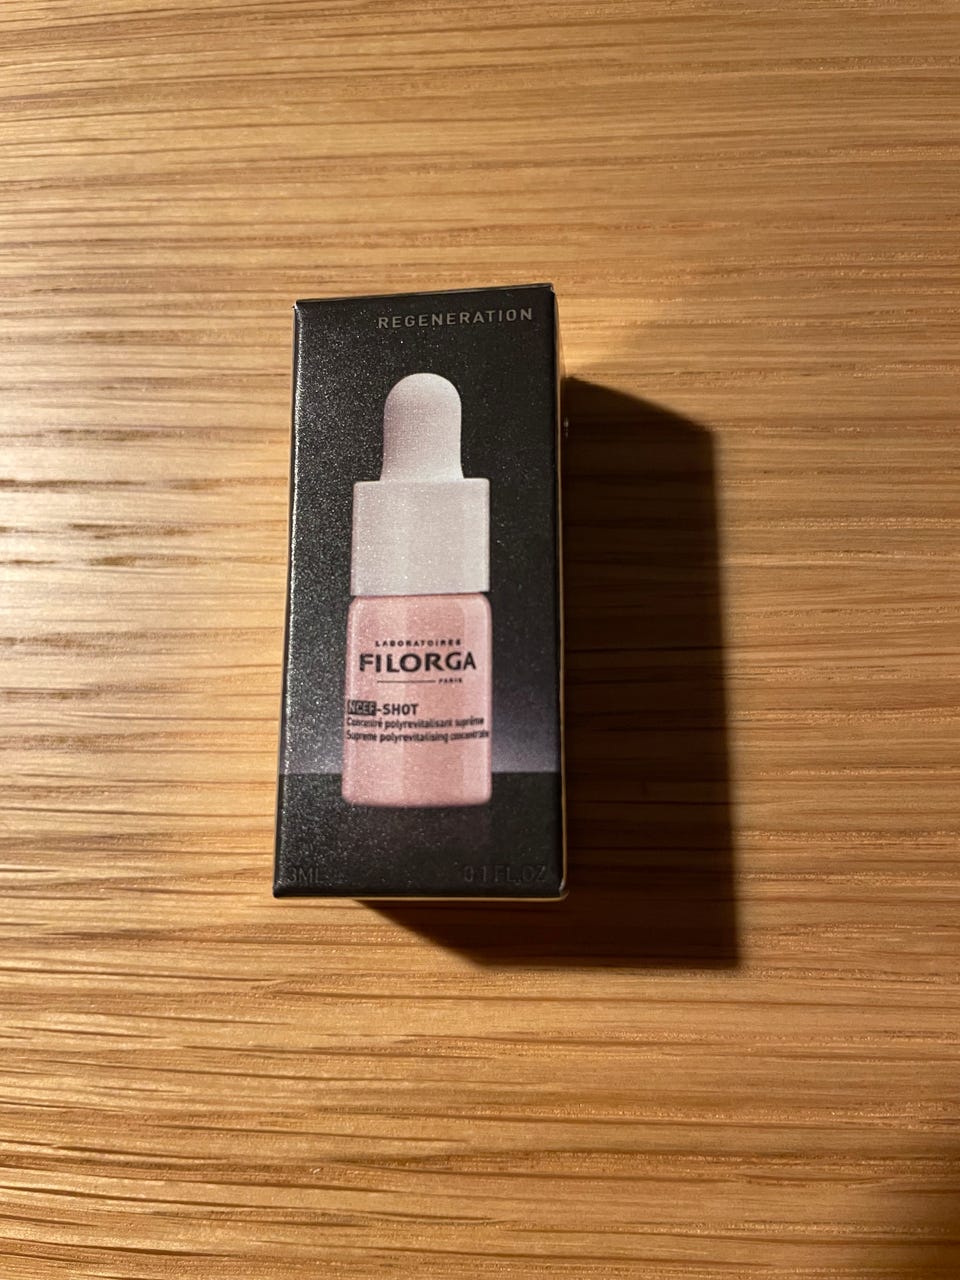 REGENERATION
LABORATOIRES
FILORGA
PARIS
NCEF-SHOT
Concentré polyrevitalisant suprême
Supreme polyrevitalising concentrate
3ML 0.1 FL.OZ